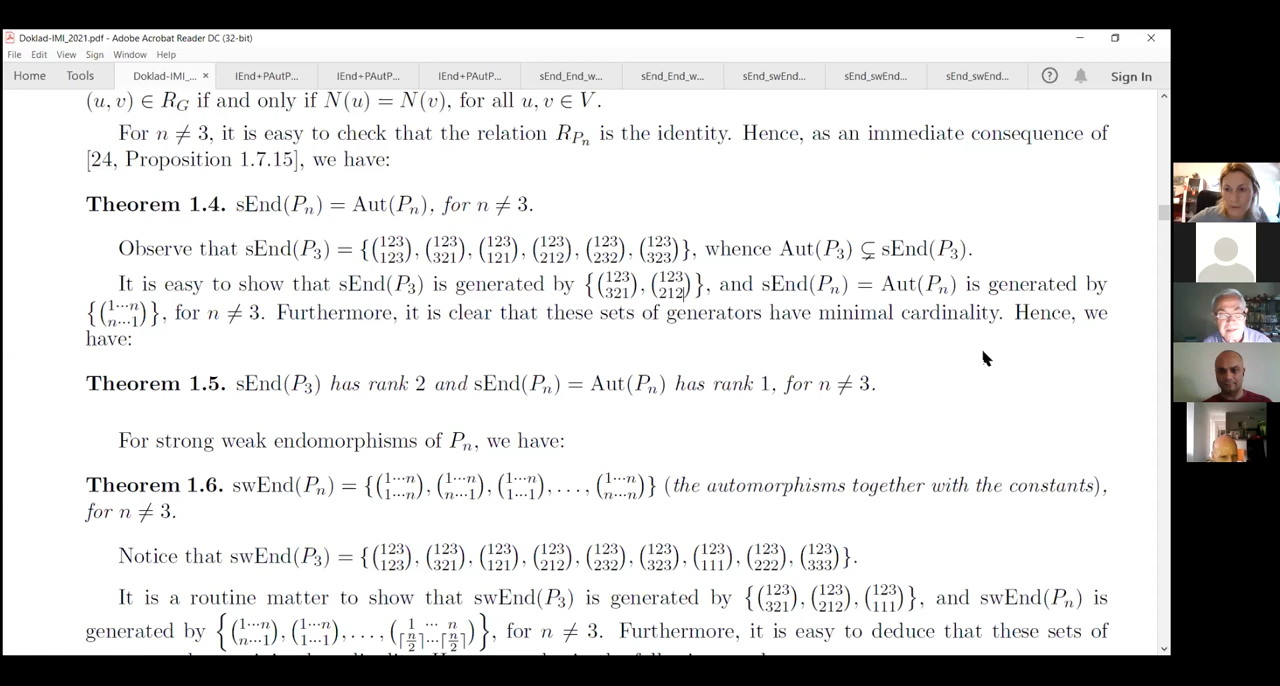 Doklad-IMI_2021.pdf - Adobe Acrobat Reader DC (32-bit)
File Edit View Sign Window Help
Home Tools Doklad-IMI_... × IEnd+PAutP... IEnd+PAutP... IEnd+PAutP... sEnd_End_w... sEnd_End_w... sEnd_swEnd... sEnd_swEnd... sEnd_swEnd... Sign In
(u, v) ∈ R_G if and only if N(u) = N(v), for all u, v ∈ V.
For n ≠ 3, it is easy to check that the relation R_{P_n} is the identity. Hence, as an immediate consequence of
[24, Proposition 1.7.15], we have:
Theorem 1.4. sEnd(P_n) = Aut(P_n), for n ≠ 3.
Observe that sEnd(P_3) = {(123 123), (123 321), (123 121), (123 212), (123 232), (123 323)}, whence Aut(P_3) ⊊ sEnd(P_3).
It is easy to show that sEnd(P_3) is generated by {(123 321), (123 212)}, and sEnd(P_n) = Aut(P_n) is generated by
{(1···n n···1)}, for n ≠ 3. Furthermore, it is clear that these sets of generators have minimal cardinality. Hence, we
have:
Theorem 1.5. sEnd(P_3) has rank 2 and sEnd(P_n) = Aut(P_n) has rank 1, for n ≠ 3.
For strong weak endomorphisms of P_n, we have:
Theorem 1.6. swEnd(P_n) = {(1···n 1···n), (1···n n···1), (1···n 1···1), . . . , (1···n n···n)} (the automorphisms together with the constants),
for n ≠ 3.
Notice that swEnd(P_3) = {(123 123), (123 321), (123 121), (123 212), (123 232), (123 323), (123 111), (123 222), (123 333)}.
It is a routine matter to show that swEnd(P_3) is generated by {(123 321), (123 212), (123 111)}, and swEnd(P_n) is
generated by {(1···n n···1), (1···n 1···1), . . . , (1 ··· n ⌈n/2⌉···⌈n/2⌉)}, for n ≠ 3. Furthermore, it is easy to deduce that these sets of